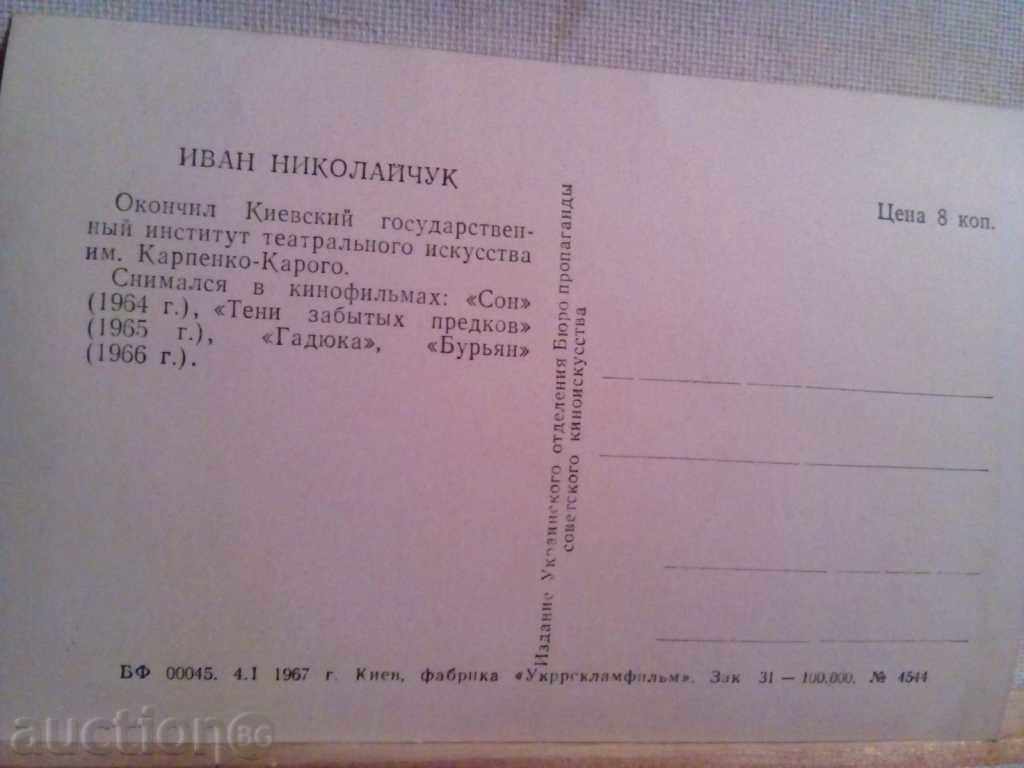 ИВАН НИКОЛАЙЧУК
Окончил Киевский государствен-
ный институт театрального искусства
им. Карпенко-Карого.
Снимался в кинофильмах: «Сон»
(1964 г.), «Тени забытых предков»
(1965 г.), «Гадюка», «Бурьян»
(1966 г.).
Издание Украинского отделения Бюро пропаганды
советского киноискусства
Цена 8 коп.
БФ 00045. 4.I 1967 г. Киев, фабрика «Укррекламфильм». Зак 31 — 100.000. № 4544
auction.BG